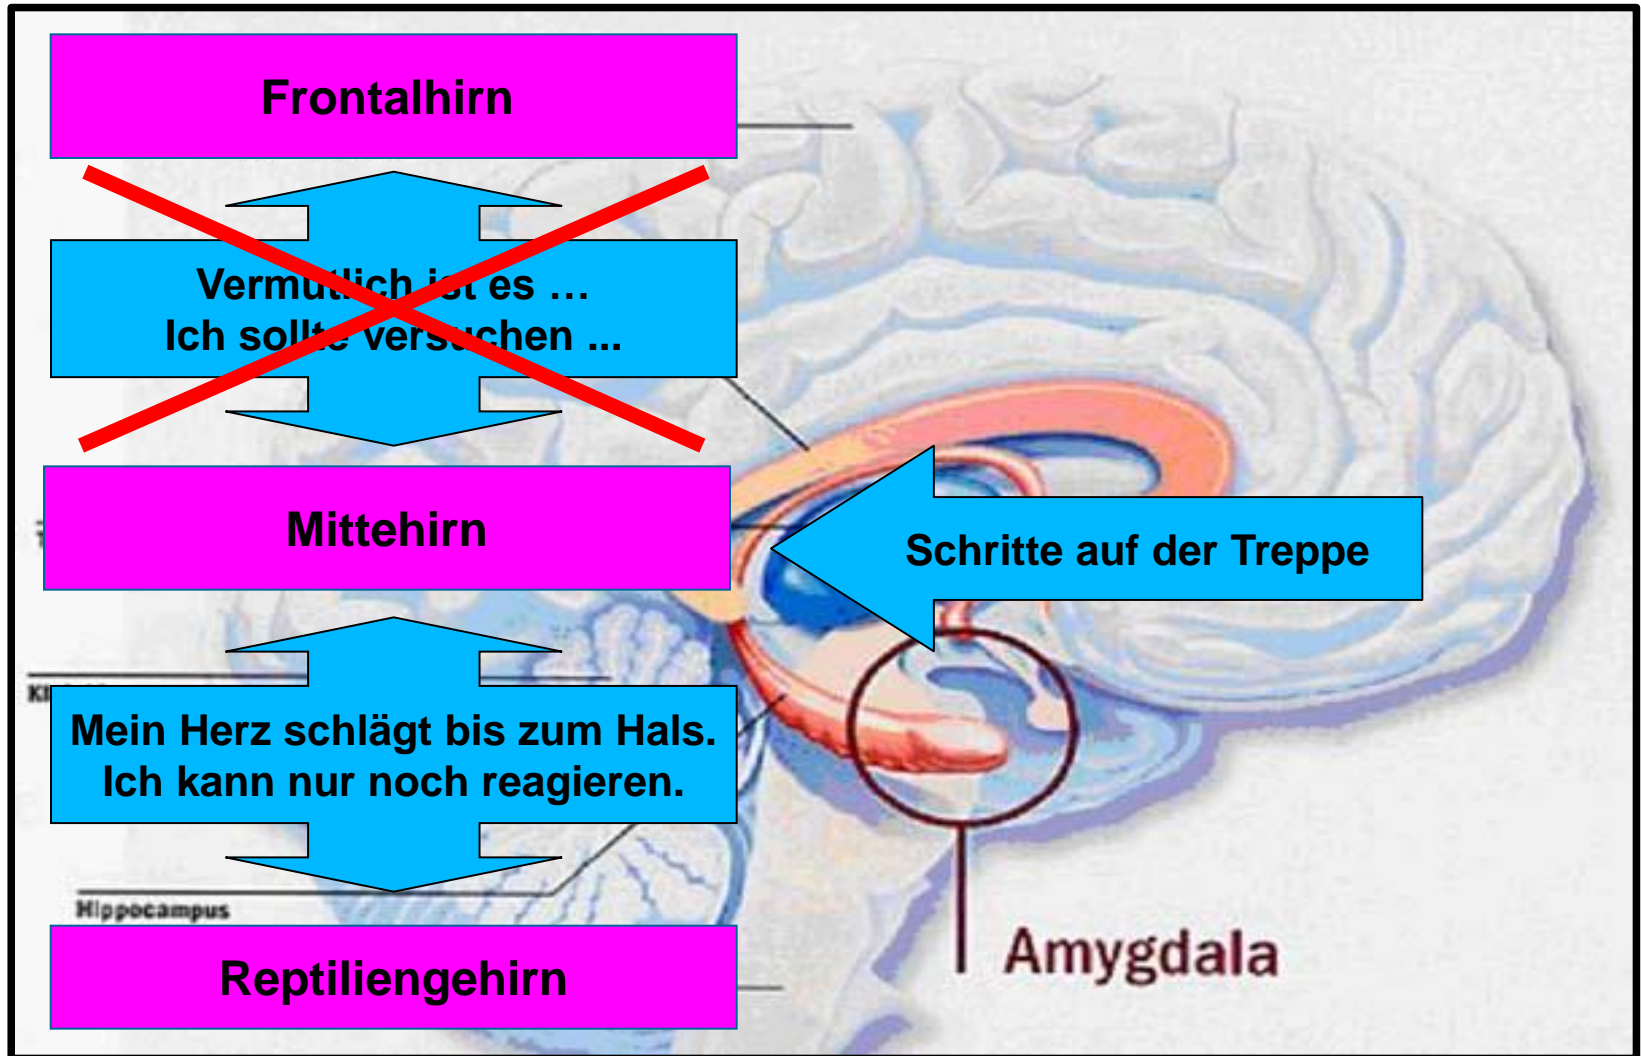 Frontalhirn
Vermutlich ist es …
Ich sollte versuchen ...
Mittehirn
Schritte auf der Treppe
Mein Herz schlägt bis zum Hals.
Ich kann nur noch reagieren.
Hippocampus
Reptiliengehirn
Amygdala